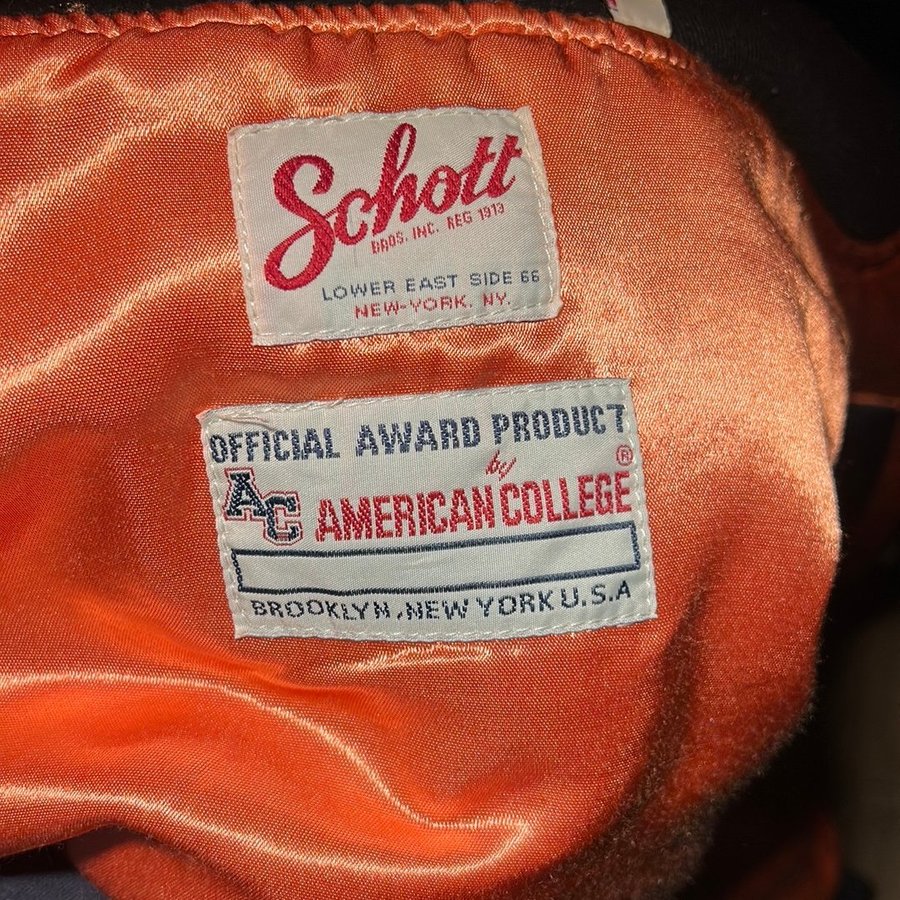 Schott
BROS. INC. REG 1913
LOWER EAST SIDE 66
NEW-YORK. NY.
OFFICIAL AWARD PRODUCT
by
AC AMERICAN COLLEGE ®
BROOKLYN, NEW YORK U.S.A